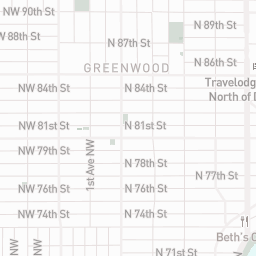 NW 90th St
N 89th St
NW 88th St
N 87th St
N 86th St
GREENWOOD
Travelodg
North of D
NW 84th St
N 84th St
NW 81st St
N 81st St
1st Ave NW
NW 79th St
N 78th St
N 77th St
NW 76th St
N 76th St
NW 74th St
N 74th St
Beth's C
N 71st St